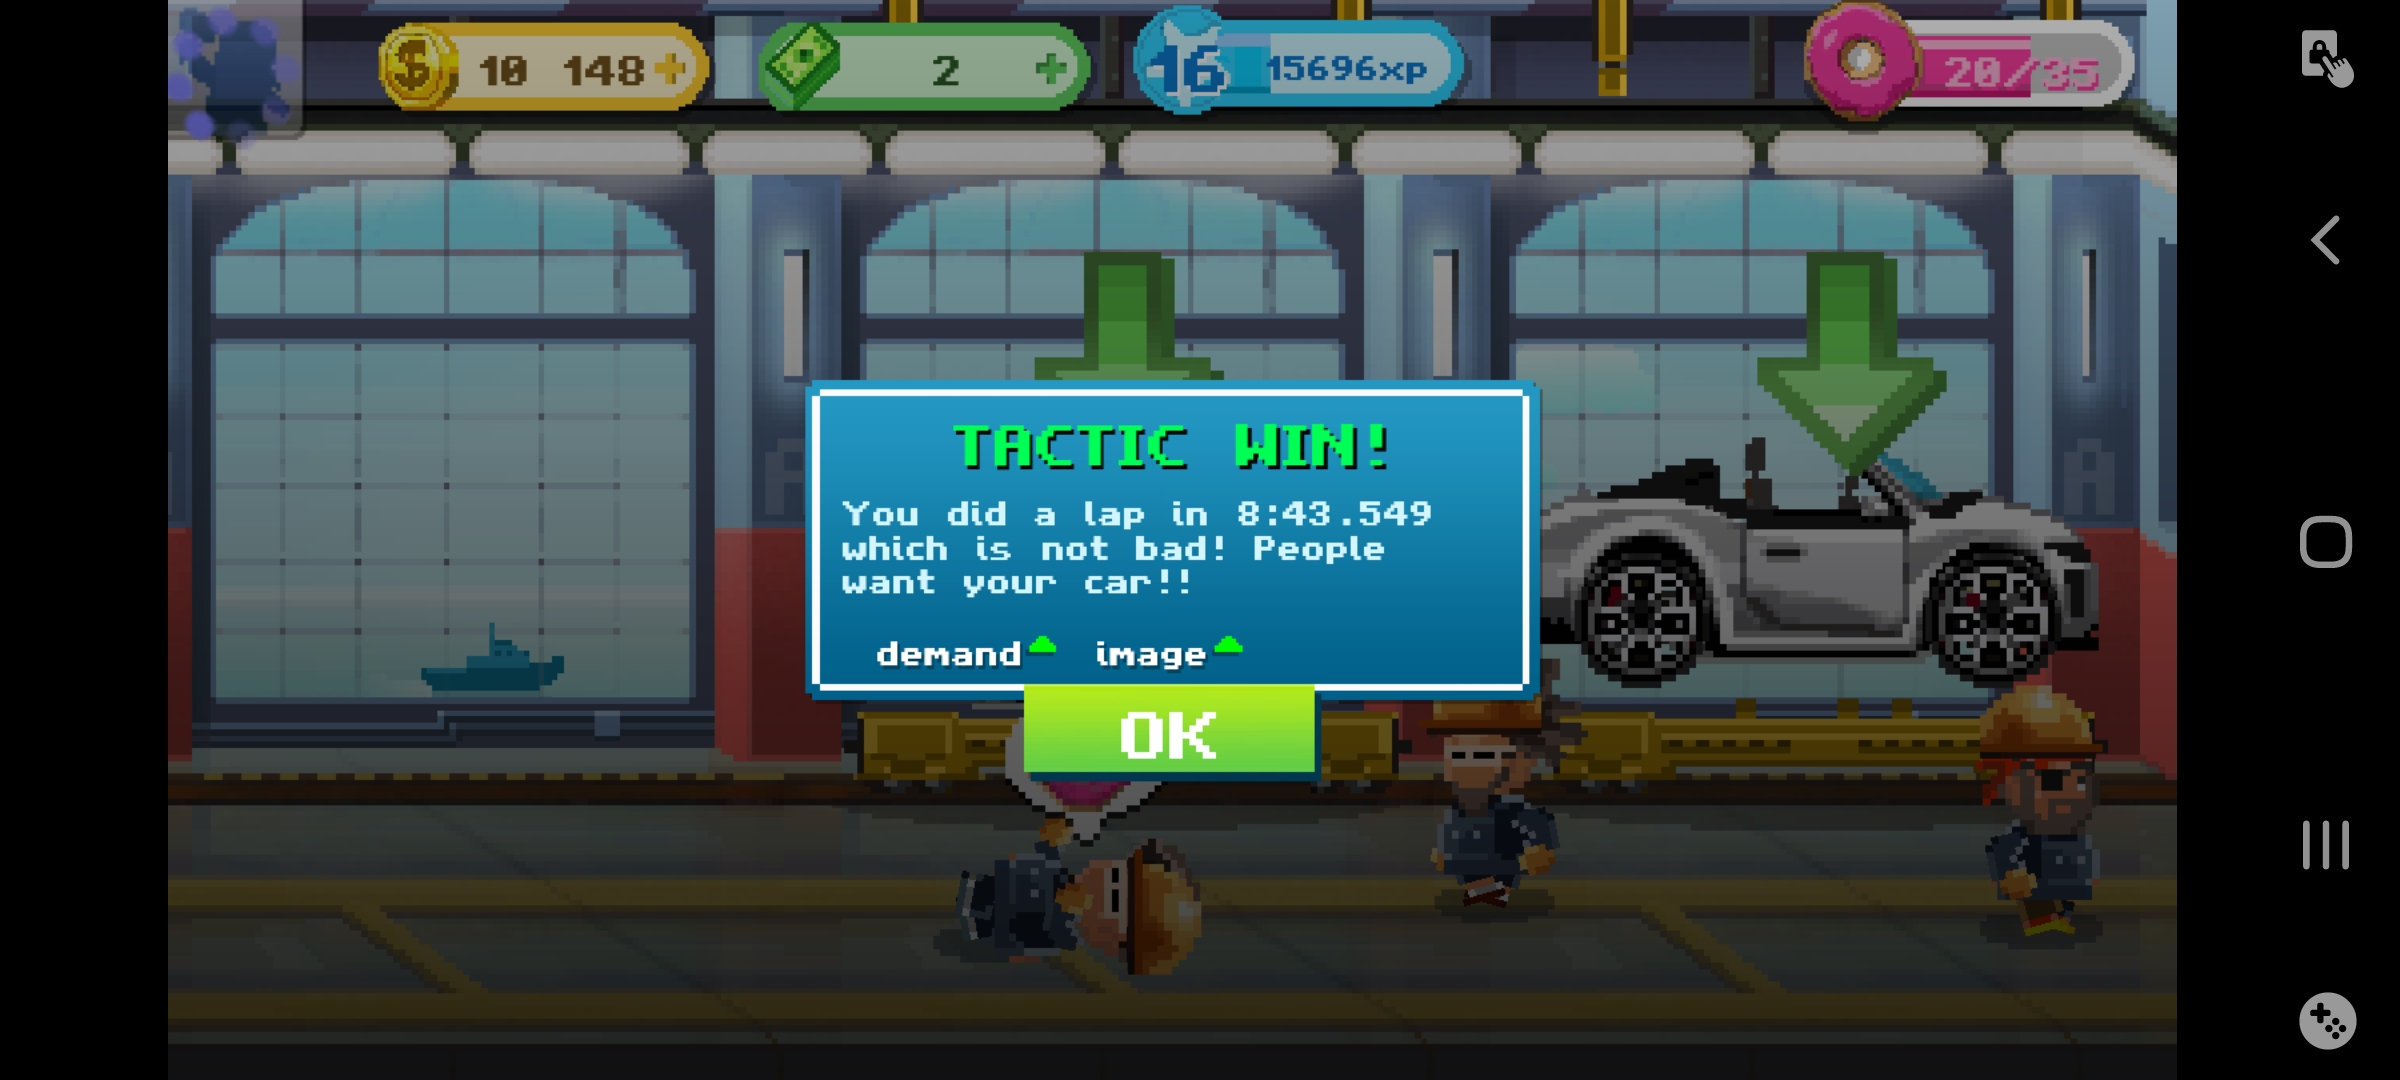 10 148 +
2 +
16 15696xp
20/35
TACTIC WIN!
You did a lap in 8:43.549
which is not bad! People
want your car!!
demand image
OK